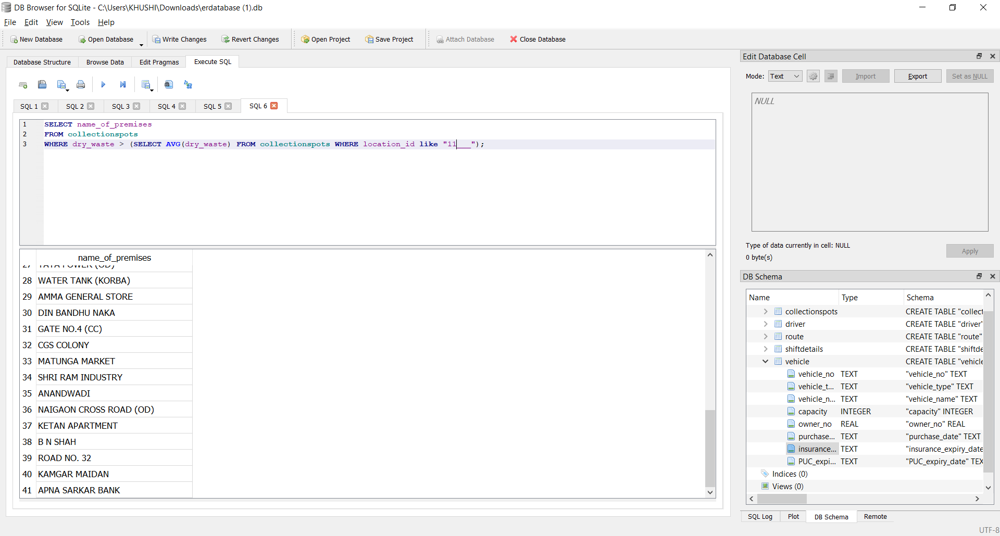 DB Browser for SQLite - C:\Users\KHUSHI\Downloads\erdatabase (1).db
File Edit View Tools Help
New Database Open Database Write Changes Revert Changes Open Project Save Project Attach Database Close Database
Database Structure Browse Data Edit Pragmas Execute SQL
SQL 1 SQL 2 SQL 3 SQL 4 SQL 5 SQL 6
1 SELECT name_of_premises
2 FROM collectionspots
3 WHERE dry_waste > (SELECT AVG(dry_waste) FROM collectionspots WHERE location_id like "11___");
name_of_premises
27 TATA POWER (OD)
28 WATER TANK (KORBA)
29 AMMA GENERAL STORE
30 DIN BANDHU NAKA
31 GATE NO.4 (CC)
32 CGS COLONY
33 MATUNGA MARKET
34 SHRI RAM INDUSTRY
35 ANANDWADI
36 NAIGAON CROSS ROAD (OD)
37 KETAN APARTMENT
38 B N SHAH
39 ROAD NO. 32
40 KAMGAR MAIDAN
41 APNA SARKAR BANK
Edit Database Cell
Mode: Text Import Export Set as NULL
NULL
Type of data currently in cell: NULL
0 byte(s)
Apply
DB Schema
Name Type Schema
collectionspots CREATE TABLE "collect
driver CREATE TABLE "driver"
route CREATE TABLE "route"
shiftdetails CREATE TABLE "shiftde
vehicle CREATE TABLE "vehicle
vehicle_no TEXT "vehicle_no" TEXT
vehicle_t... TEXT "vehicle_type" TEXT
vehicle_n... TEXT "vehicle_name" TEXT
capacity INTEGER "capacity" INTEGER
owner_no REAL "owner_no" REAL
purchase... TEXT "purchase_date" TEXT
insurance... TEXT "insurance_expiry_date
PUC_expi... TEXT "PUC_expiry_date" TEX
Indices (0)
Views (0)
SQL Log Plot DB Schema Remote
UTF-8